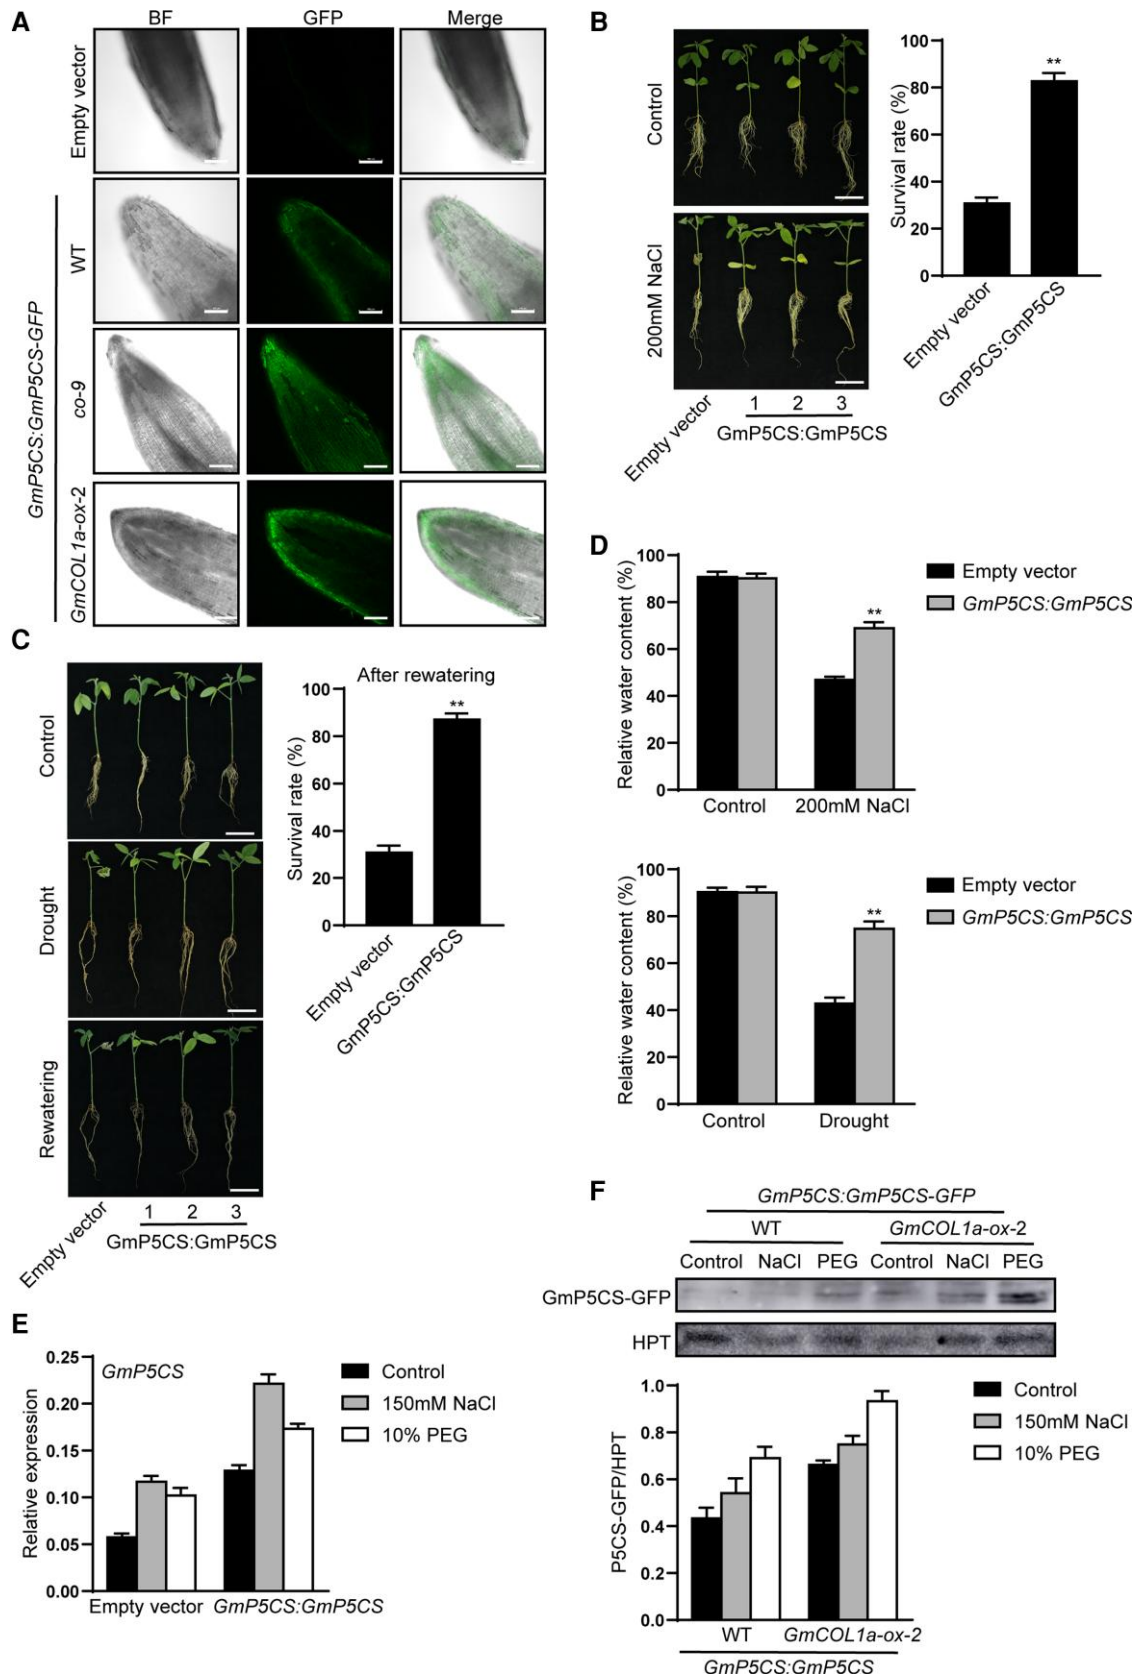 A
BF
GFP
Merge
Empty vector
WT
co-9
GmCOL1a-ox-2
GmP5CS:GmP5CS-GFP
B
Control
200mM NaCl
Empty vector
1
2
3
GmP5CS:GmP5CS
Survival rate (%)
100
80
60
40
20
0
**
Empty vector
GmP5CS:GmP5CS
C
Control
Drought
Rewatering
Empty vector
1
2
3
GmP5CS:GmP5CS
After rewatering
Survival rate (%)
100
80
60
40
20
0
**
Empty vector
GmP5CS:GmP5CS
D
Relative water content (%)
100
80
60
40
20
0
**
Control
200mM NaCl
Empty vector
GmP5CS:GmP5CS
Relative water content (%)
100
80
60
40
20
0
**
Control
Drought
Empty vector
GmP5CS:GmP5CS
E
GmP5CS
Relative expression
0.25
0.20
0.15
0.10
0.05
0.00
Empty vector
GmP5CS:GmP5CS
Control
150mM NaCl
10% PEG
F
GmP5CS:GmP5CS-GFP
WT
GmCOL1a-ox-2
Control NaCl PEG Control NaCl PEG
GmP5CS-GFP
HPT
P5CS-GFP/HPT
1.0
0.8
0.6
0.4
0.2
0.0
WT
GmCOL1a-ox-2
GmP5CS:GmP5CS
Control
150mM NaCl
10% PEG